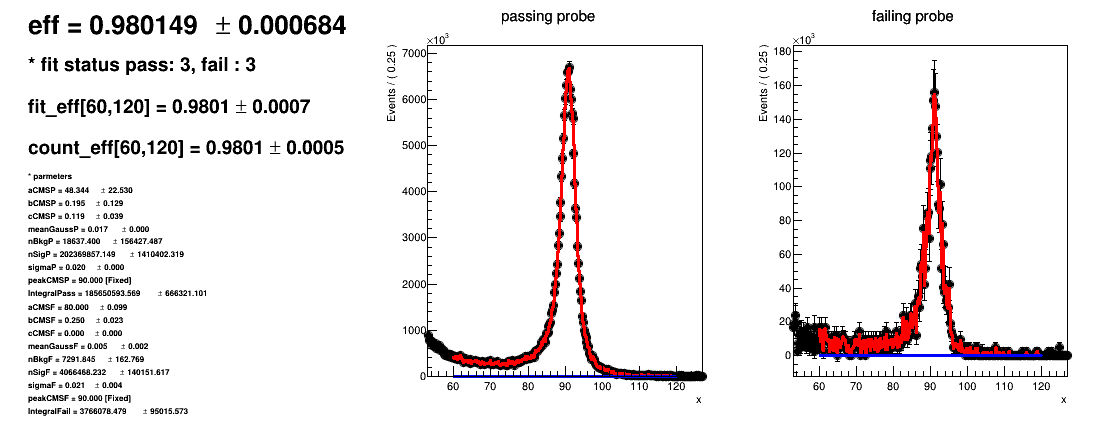 eff = 0.980149 ± 0.000684
* fit status pass: 3, fail : 3
fit_eff[60,120] = 0.9801 ± 0.0007
count_eff[60,120] = 0.9801 ± 0.0005
* parmeters
aCMSP = 48.344 ± 22.530
bCMSP = 0.195 ± 0.129
cCMSP = 0.119 ± 0.039
meanGaussP = 0.017 ± 0.000
nBkgP = 18637.400 ± 156427.487
nSigP = 202369857.149 ± 1410402.319
sigmaP = 0.020 ± 0.000
peakCMSP = 90.000 [Fixed]
IntegralPass = 185650593.569 ± 666321.101
aCMSF = 80.000 ± 0.099
bCMSF = 0.250 ± 0.023
cCMSF = 0.000 ± 0.000
meanGaussF = 0.005 ± 0.002
nBkgF = 7291.845 ± 162.769
nSigF = 4066468.232 ± 140151.617
sigmaF = 0.021 ± 0.004
peakCMSF = 90.000 [Fixed]
IntegralFail = 3766078.479 ± 95015.573
passing probe
×10³
Events / ( 0.25 )
7000
6000
5000
4000
3000
2000
1000
0
60 70 80 90 100 110 120
x
failing probe
×10³
Events / ( 0.25 )
180
160
140
120
100
80
60
40
20
0
60 70 80 90 100 110 120
x